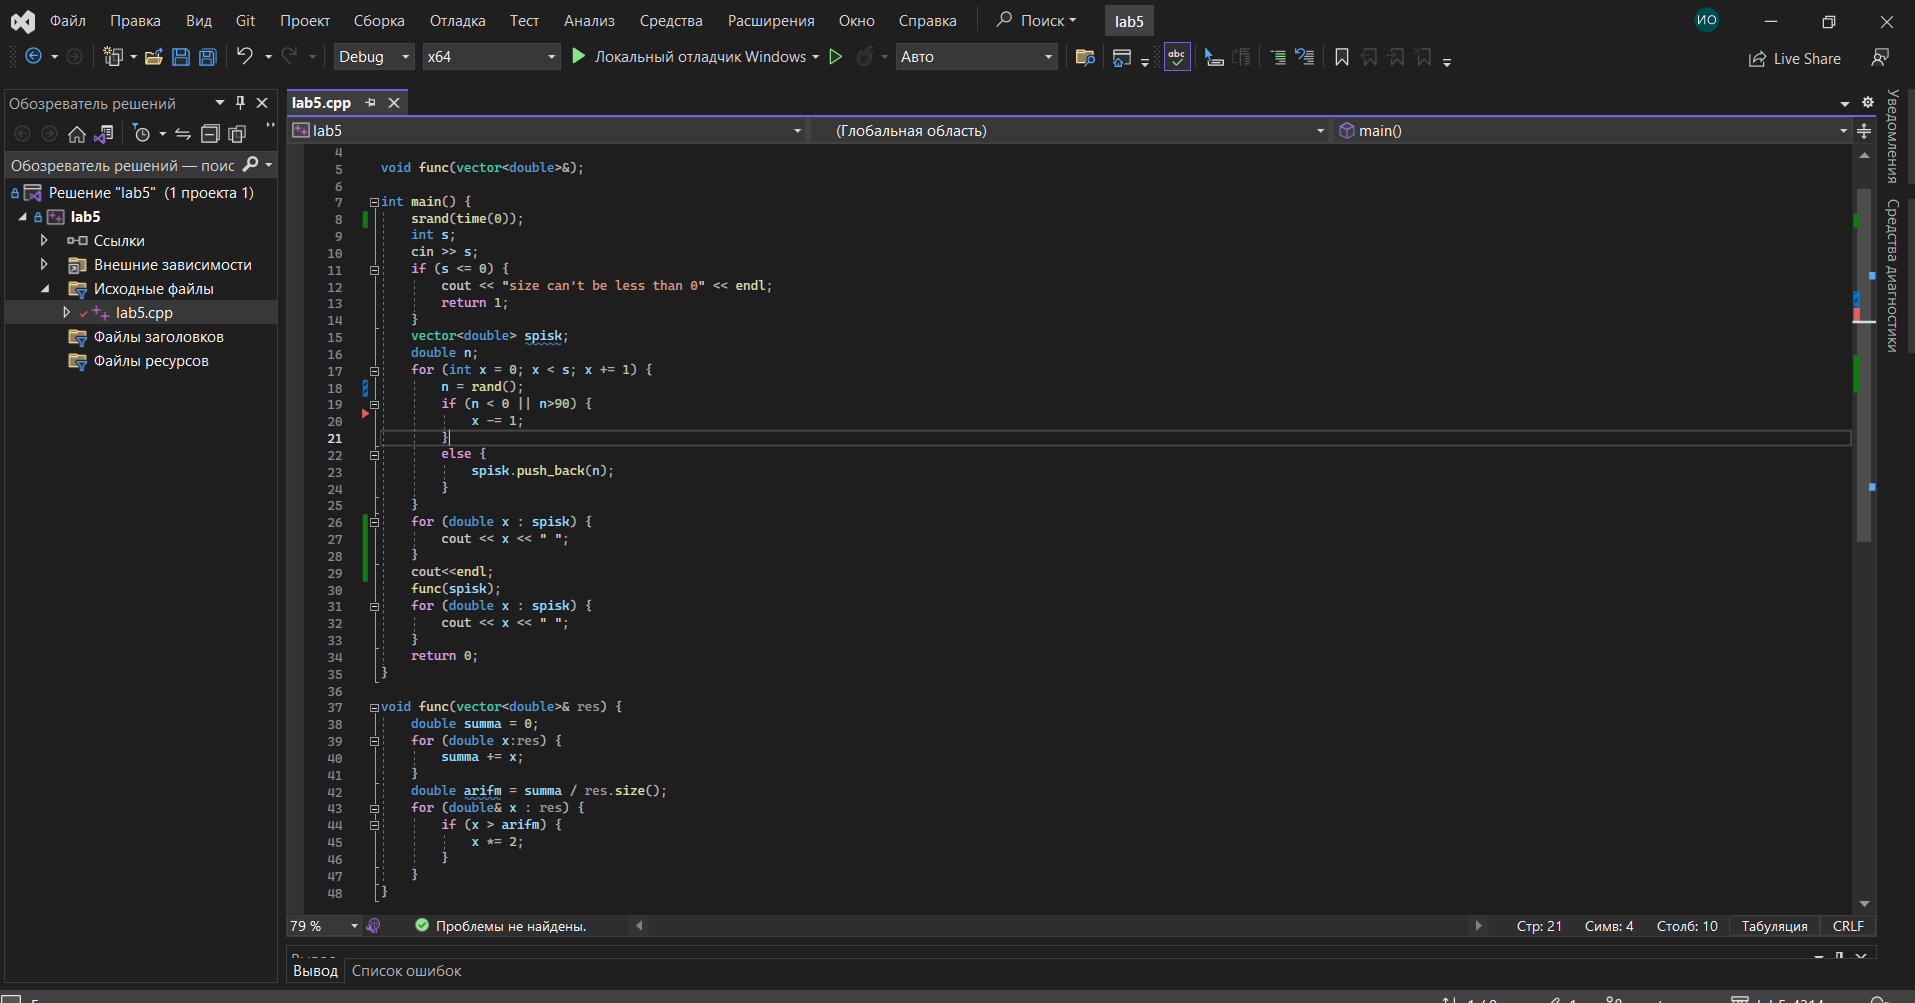 Файл Правка Вид Git Проект Сборка Отладка Тест Анализ Средства Расширения Окно Справка Поиск lab5 ИО
Debug x64 Локальный отладчик Windows Авто abc Live Share
Обозреватель решений
Обозреватель решений — поис
Решение "lab5" (1 проекта 1)
lab5
Ссылки
Внешние зависимости
Исходные файлы
lab5.cpp
Файлы заголовков
Файлы ресурсов
lab5.cpp
lab5 (Глобальная область) main()
4
5 void func(vector<double>&);
6
7 int main() {
8 srand(time(0));
9 int s;
10 cin >> s;
11 if (s <= 0) {
12 cout << "size can't be less than 0" << endl;
13 return 1;
14 }
15 vector<double> spisk;
16 double n;
17 for (int x = 0; x < s; x += 1) {
18 n = rand();
19 if (n < 0 || n>90) {
20 x -= 1;
21 }
22 else {
23 spisk.push_back(n);
24 }
25 }
26 for (double x : spisk) {
27 cout << x << " ";
28 }
29 cout<<endl;
30 func(spisk);
31 for (double x : spisk) {
32 cout << x << " ";
33 }
34 return 0;
35 }
36
37 void func(vector<double>& res) {
38 double summa = 0;
39 for (double x:res) {
40 summa += x;
41 }
42 double arifm = summa / res.size();
43 for (double& x : res) {
44 if (x > arifm) {
45 x *= 2;
46 }
47 }
48 }
79 % Проблемы не найдены. Стр: 21 Симв: 4 Столб: 10 Табуляция CRLF
Вывод Список ошибок
Уведомления
Средства диагностики